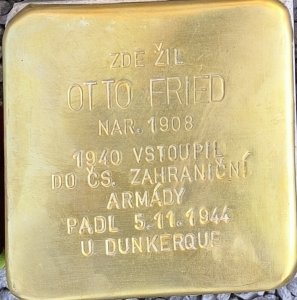 ZDE ŽIL
OTTO FRIED
NAR. 1908
1940 VSTOUPIL
DO ČS. ZAHRANIČNÍ
ARMÁDY
PADL 5.11.1944
U DUNKERQUE